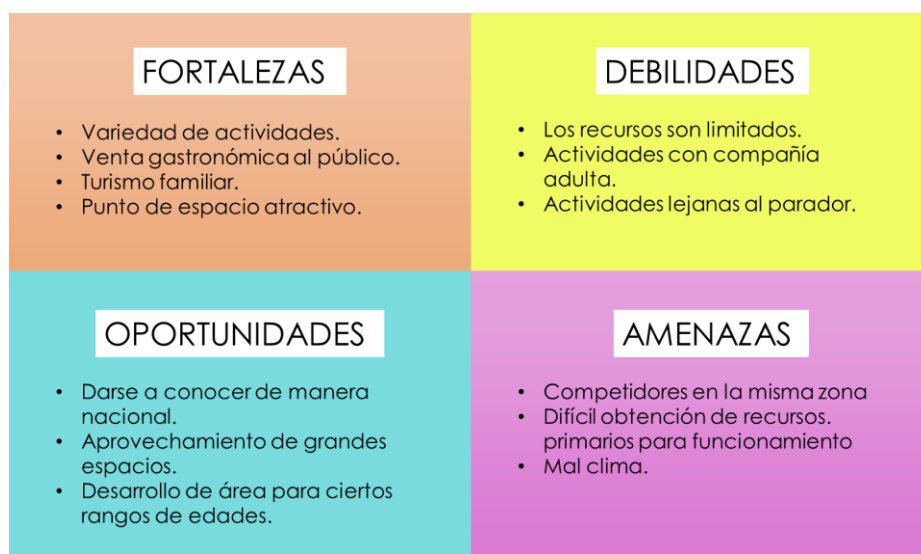 FORTALEZAS
• Variedad de actividades.
• Venta gastronómica al público.
• Turismo familiar.
• Punto de espacio atractivo.
DEBILIDADES
• Los recursos son limitados.
• Actividades con compañía
adulta.
• Actividades lejanas al parador.
OPORTUNIDADES
• Darse a conocer de manera
nacional.
• Aprovechamiento de grandes
espacios.
• Desarrollo de área para ciertos
rangos de edades.
AMENAZAS
• Competidores en la misma zona
• Difícil obtención de recursos.
primarios para funcionamiento
• Mal clima.